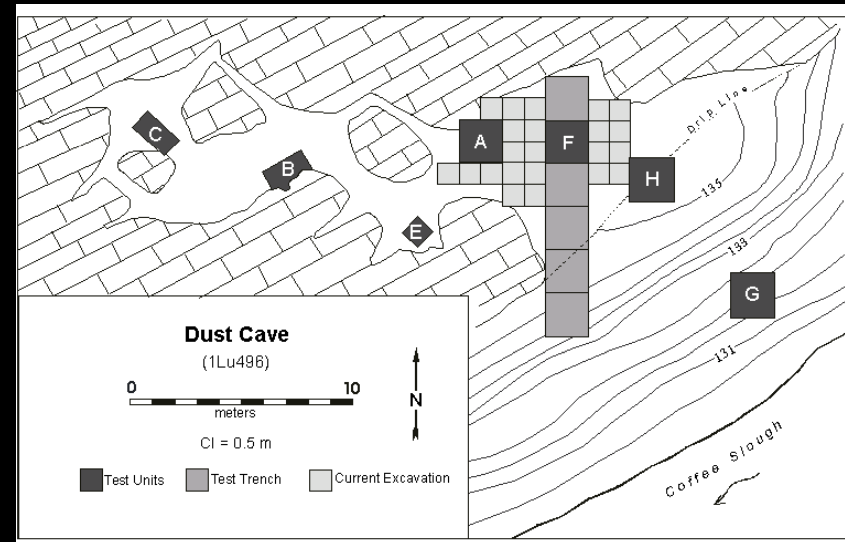 C
B
A
F
E
H
G
Drip Line
135
133
131
Coffee Slough
Dust Cave
(1Lu496)
0 10
meters
CI = 0.5 m
N
Test Units Test Trench Current Excavation